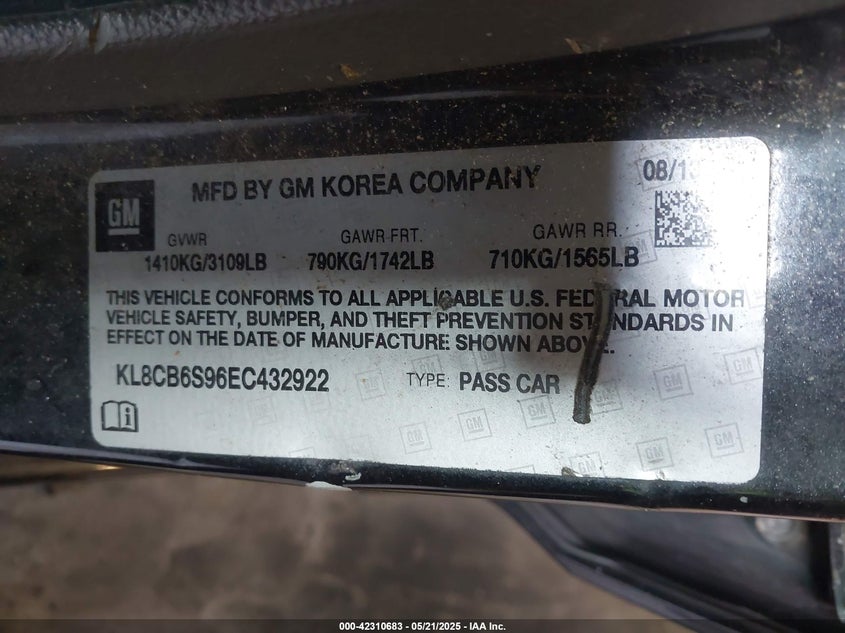 GM
MFD BY GM KOREA COMPANY
08/13
GVWR GAWR FRT. GAWR RR.
1410KG/3109LB 790KG/1742LB 710KG/1565LB
THIS VEHICLE CONFORMS TO ALL APPLICABLE U.S. FEDERAL MOTOR
VEHICLE SAFETY, BUMPER, AND THEFT PREVENTION STANDARDS IN
EFFECT ON THE DATE OF MANUFACTURE SHOWN ABOVE.
KL8CB6S96EC432922 TYPE: PASS CAR
000-42310683 - 05/21/2025 - IAA Inc.